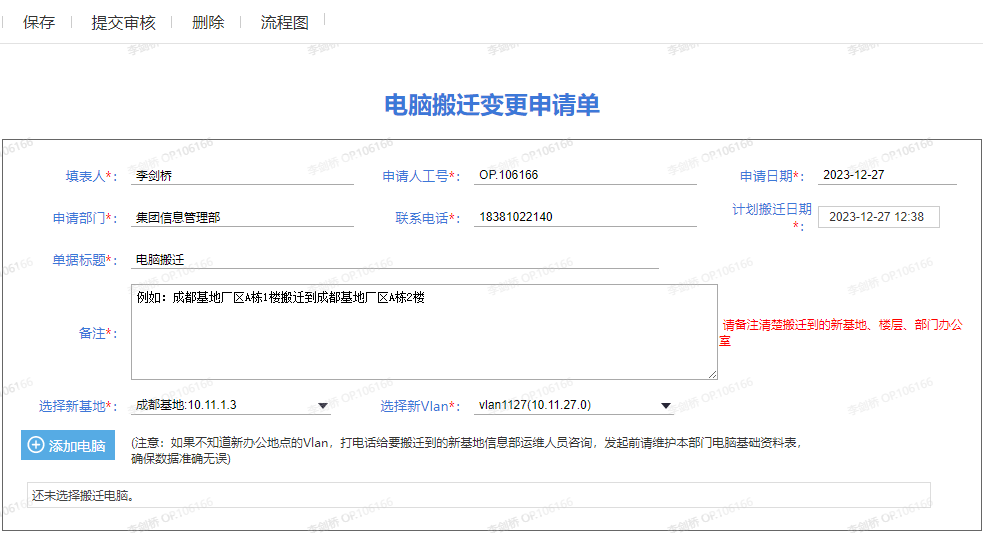 保存 提交审核 删除 流程图
电脑搬迁变更申请单
填表人*: 李剑桥 申请人工号*: OP.106166 申请日期*: 2023-12-27
申请部门*: 集团信息管理部 联系电话*: 18381022140 计划搬迁日期*: 2023-12-27 12:38
单据标题*: 电脑搬迁
备注*: 例如：成都基地厂区A栋1楼搬迁到成都基地厂区A栋2楼
请备注清楚搬迁到的新基地、楼层、部门办公
室
选择新基地*: 成都基地:10.11.1.3 选择新Vlan*: vlan1127(10.11.27.0)
添加电脑 (注意：如果不知道新办公地点的Vlan，打电话给要搬迁到的新基地信息部运维人员咨询，发起前请维护本部门电脑基础资料表，
确保数据准确无误)
还未选择搬迁电脑。
李剑桥 OP.106166